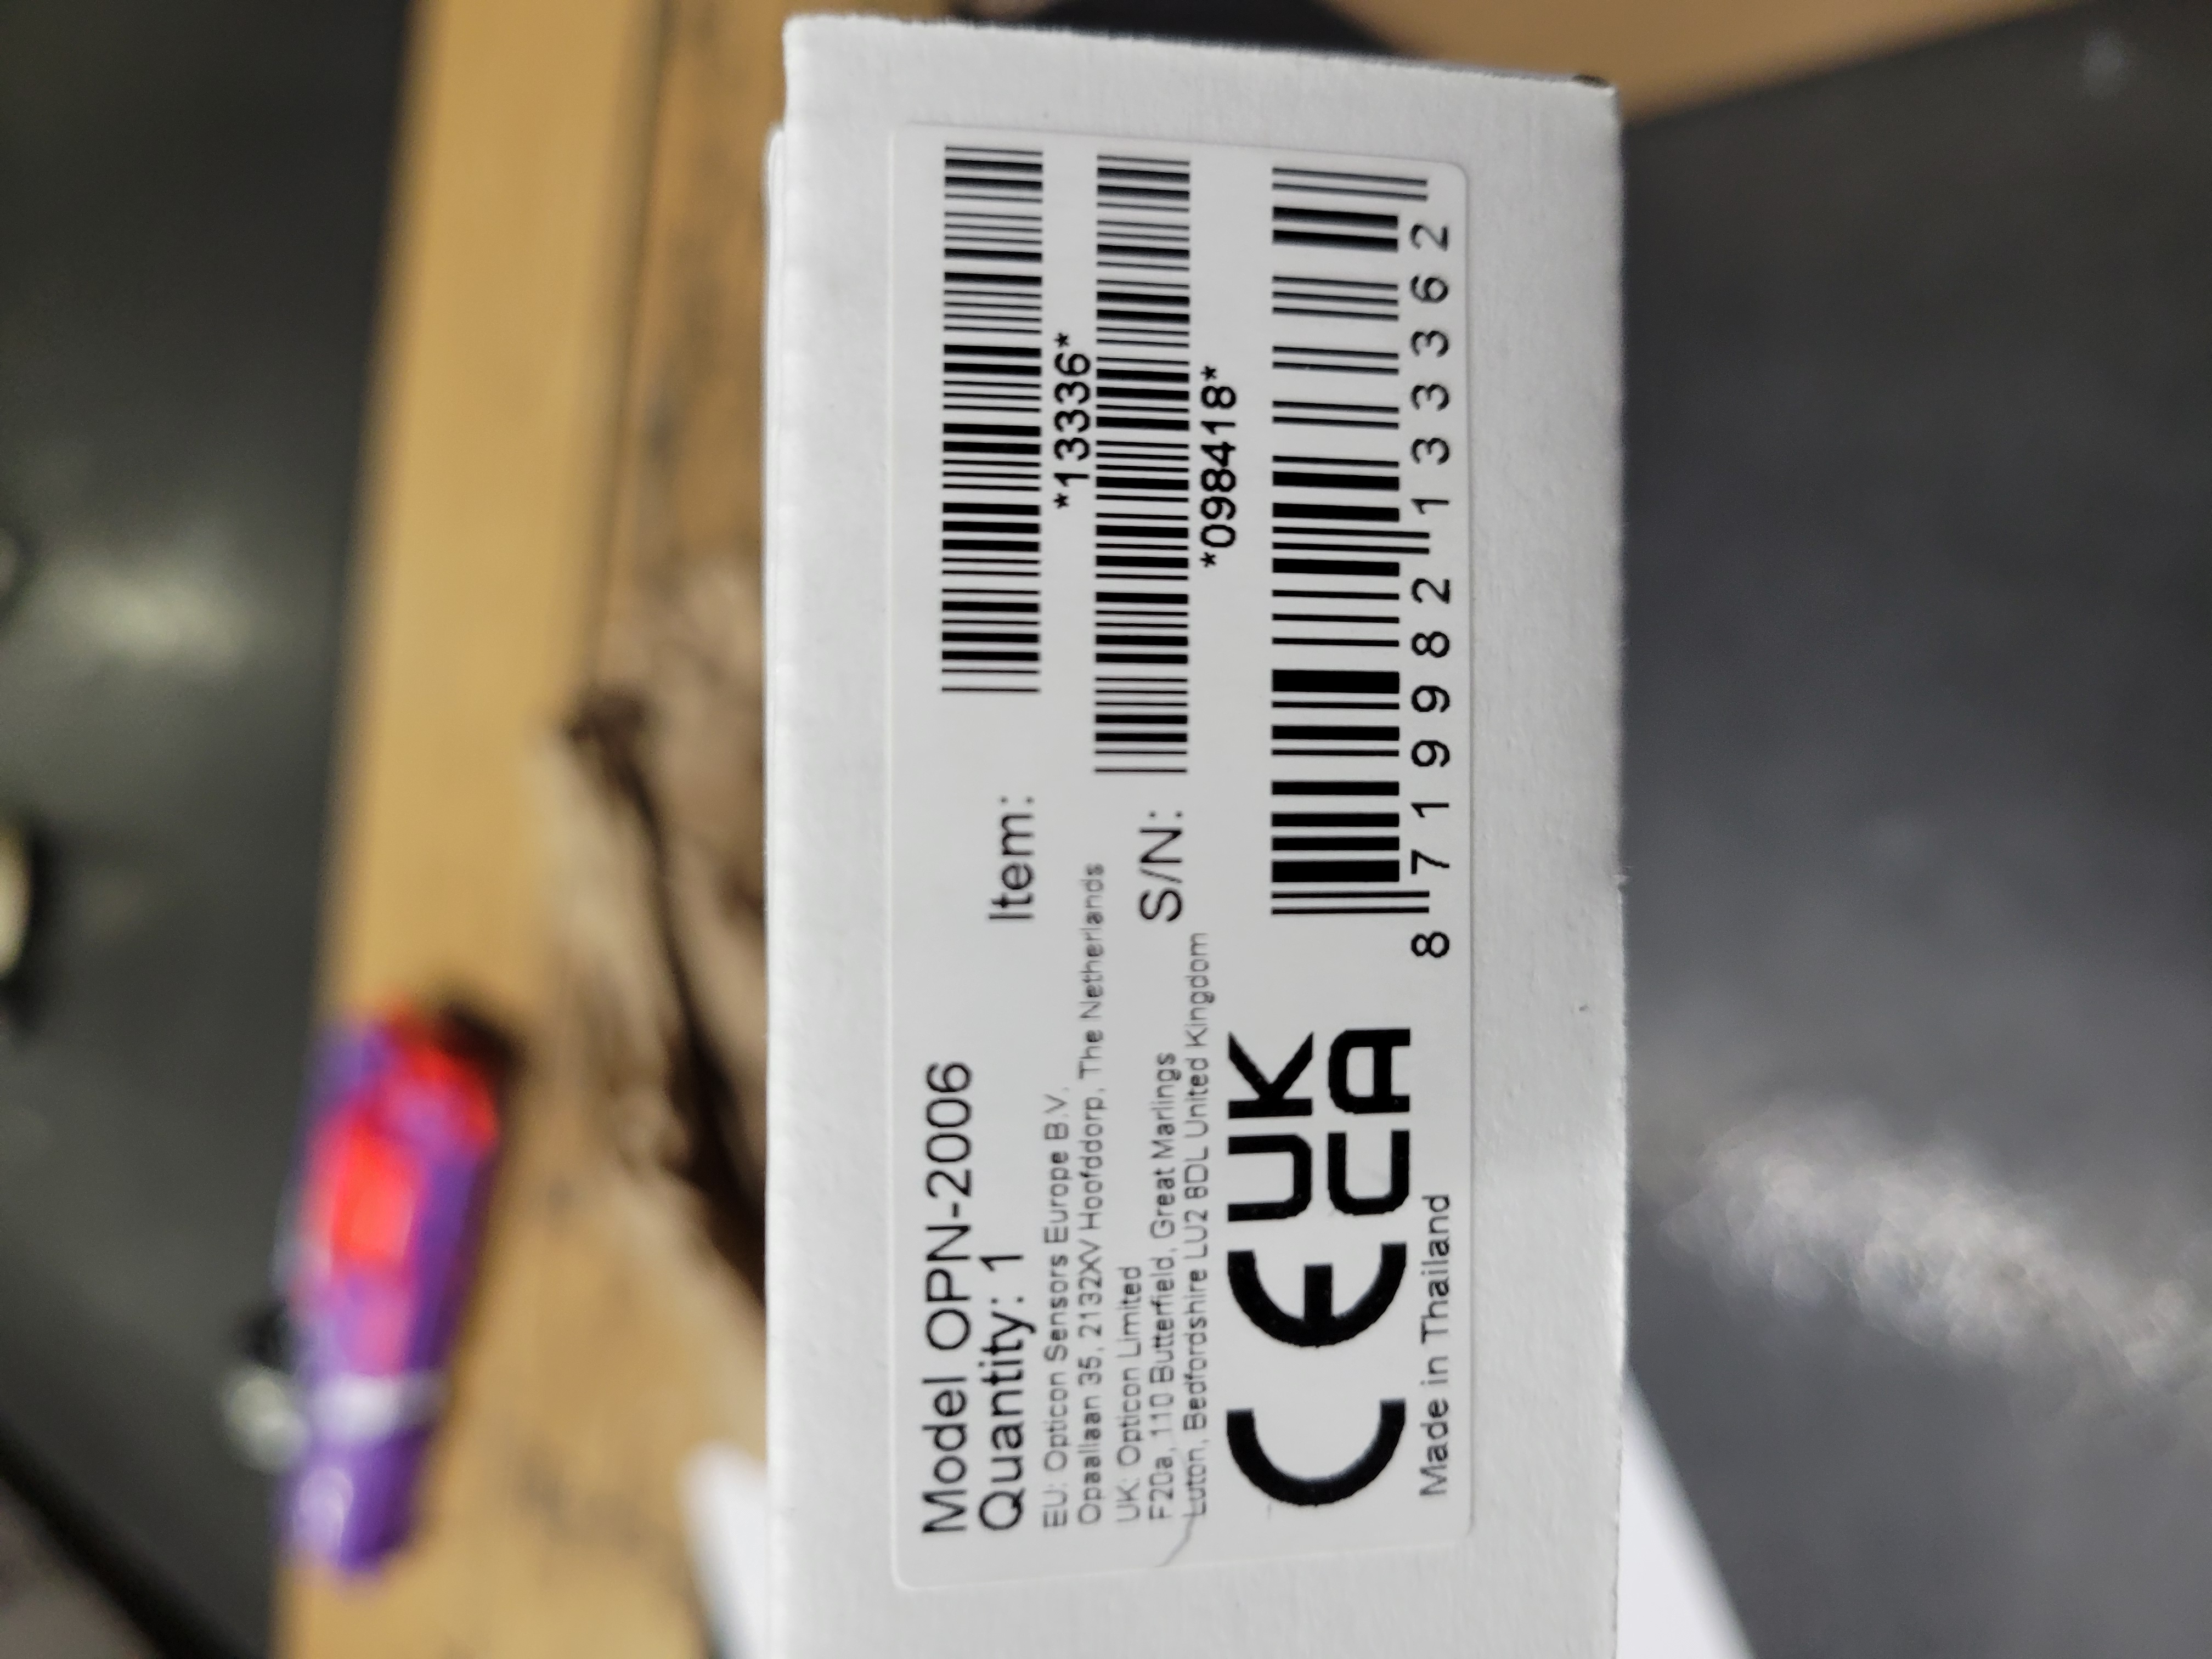 Model OPN-2006
Quantity: 1
EU: Opticon Sensors Europe B.V.
Opaallaan 35, 2132XV Hoofddorp, The Netherlands
UK: Opticon Limited
F20a, 110 Butterfield, Great Marlings
Luton, Bedfordshire LU2 8DL United Kingdom
Item:
*13336*
S/N:
*098418*
CE UK
CA
Made in Thailand
8 719982 133362